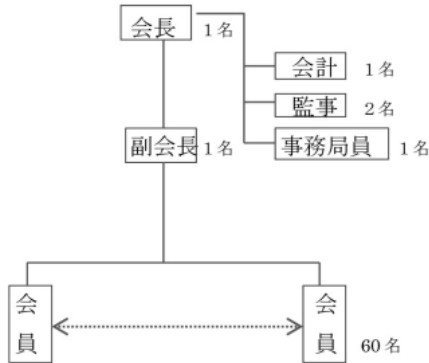 会長 1名
会計 1名
監事 2名
副会長 1名
事務局員 1名
会員
会員 60名